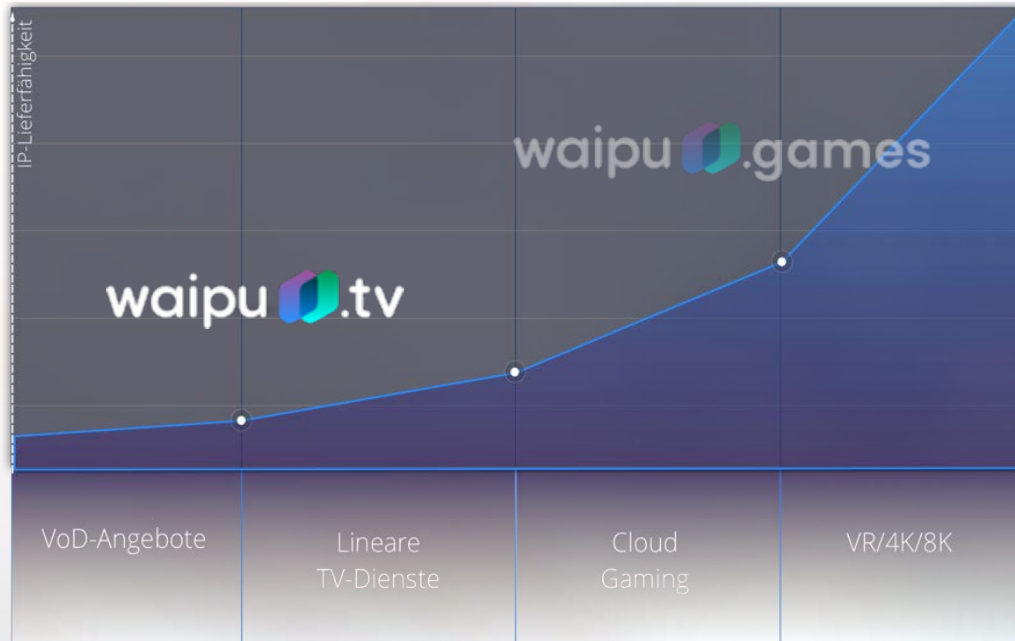 IP-Lieferfähigkeit
waipu.games
waipu.tv
VoD-Angebote
Lineare
TV-Dienste
Cloud
Gaming
VR/4K/8K